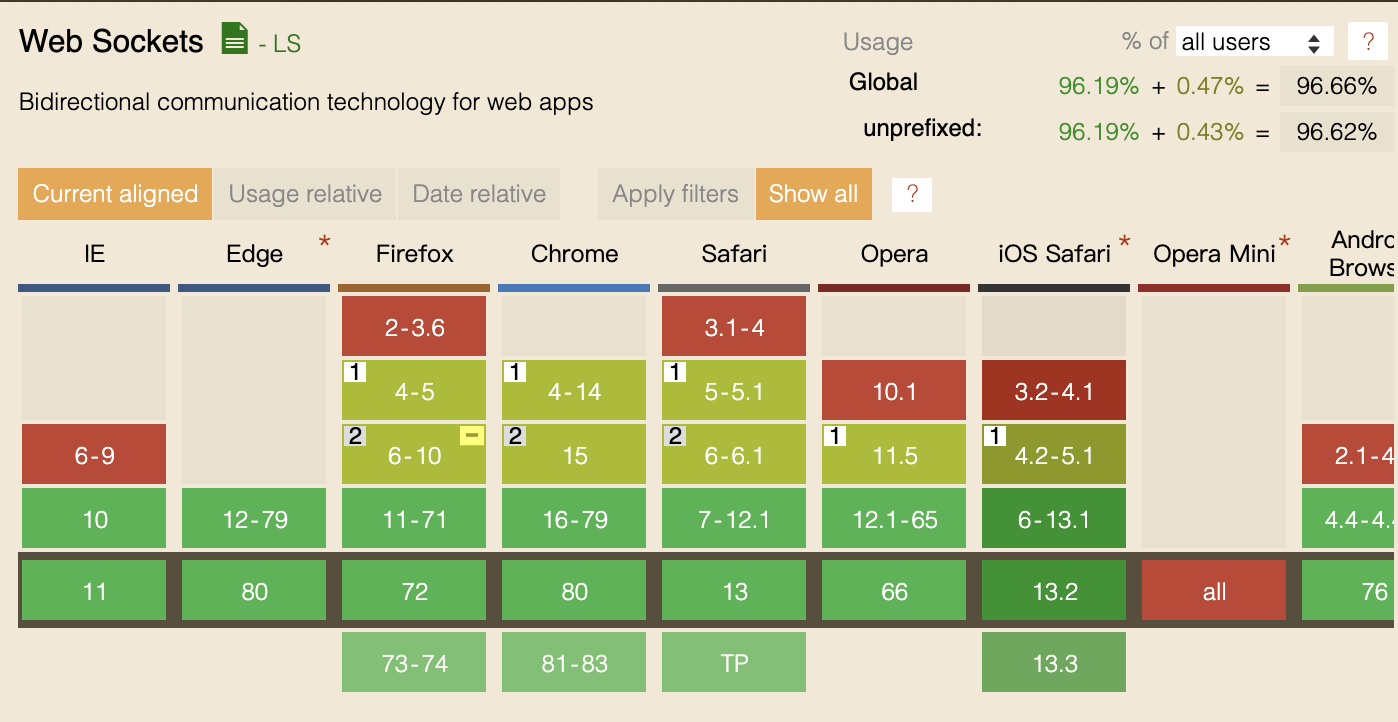 Web Sockets - LS
Usage % of all users ?
Bidirectional communication technology for web apps
Global 96.19% + 0.47% = 96.66%
unprefixed: 96.19% + 0.43% = 96.62%
Current aligned Usage relative Date relative Apply filters Show all ?
IE Edge * Firefox Chrome Safari Opera iOS Safari * Opera Mini * Andro
Brows
2-3.6 3.1-4
1 4-5 1 4-14 1 5-5.1 10.1 3.2-4.1
6-9 2 6-10 − 2 15 2 6-6.1 1 11.5 1 4.2-5.1 2.1-4
10 12-79 11-71 16-79 7-12.1 12.1-65 6-13.1 4.4-4.
11 80 72 80 13 66 13.2 all 76
73-74 81-83 TP 13.3